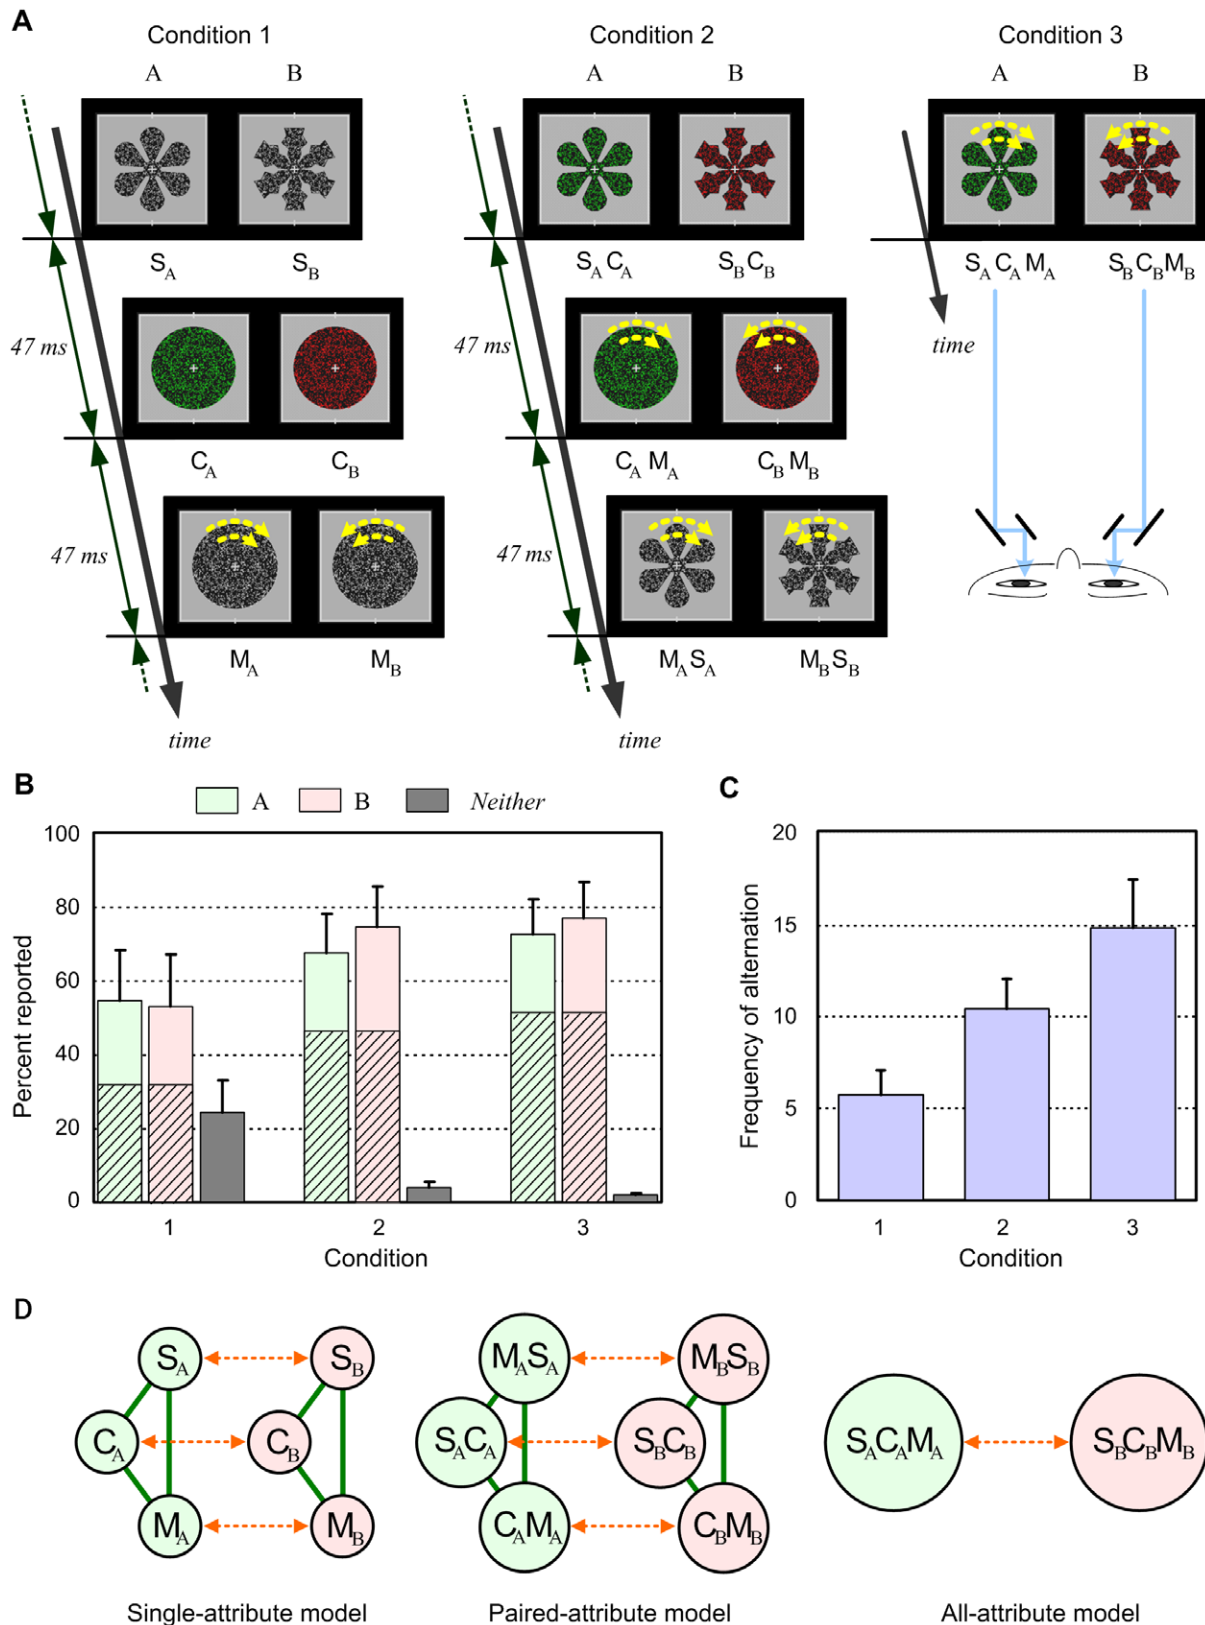 A
Condition 1
Condition 2
Condition 3
A B
A B
A B
S_A S_B
S_A C_A S_B C_B
S_A C_A M_A S_B C_B M_B
47 ms
47 ms
time
C_A C_B
C_A M_A C_B M_B
47 ms
47 ms
M_A M_B
M_A S_A M_B S_B
time
time
B
A B Neither
Percent reported
100
80
60
40
20
0
1 2 3
Condition
C
Frequency of alternation
20
15
10
5
0
1 2 3
Condition
D
S_A S_B
C_A C_B
M_A M_B
Single-attribute model
M_A S_A M_B S_B
S_A C_A S_B C_B
C_A M_A C_B M_B
Paired-attribute model
S_A C_A M_A S_B C_B M_B
All-attribute model